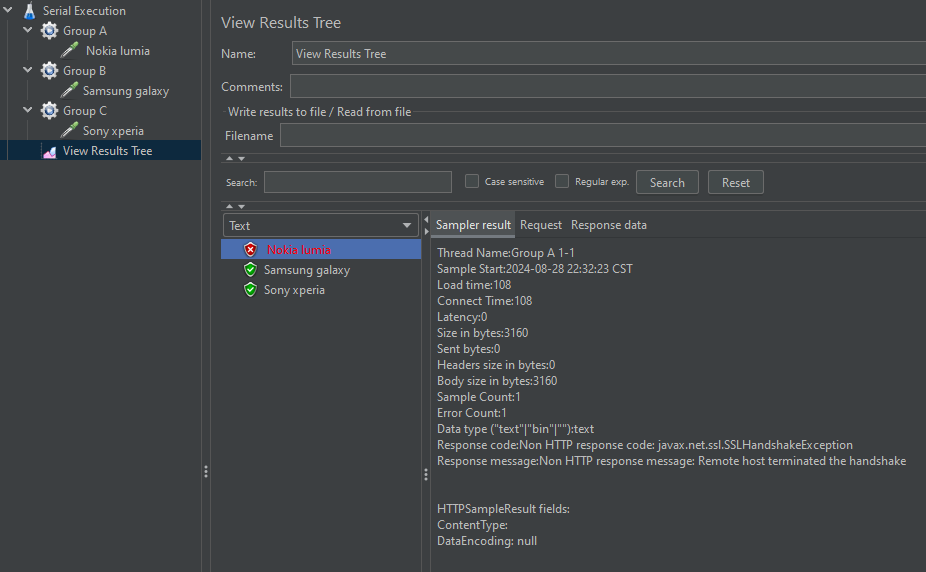 Serial Execution
Group A
Nokia lumia
Group B
Samsung galaxy
Group C
Sony xperia
View Results Tree
View Results Tree
Name: View Results Tree
Comments:
Write results to file / Read from file
Filename
Search: Case sensitive Regular exp. Search Reset
Text
Nokia lumia
Samsung galaxy
Sony xperia
Sampler result Request Response data
Thread Name:Group A 1-1
Sample Start:2024-08-28 22:32:23 CST
Load time:108
Connect Time:108
Latency:0
Size in bytes:3160
Sent bytes:0
Headers size in bytes:0
Body size in bytes:3160
Sample Count:1
Error Count:1
Data type ("text"|"bin"|""):text
Response code:Non HTTP response code: javax.net.ssl.SSLHandshakeException
Response message:Non HTTP response message: Remote host terminated the handshake
HTTPSampleResult fields:
ContentType:
DataEncoding: null